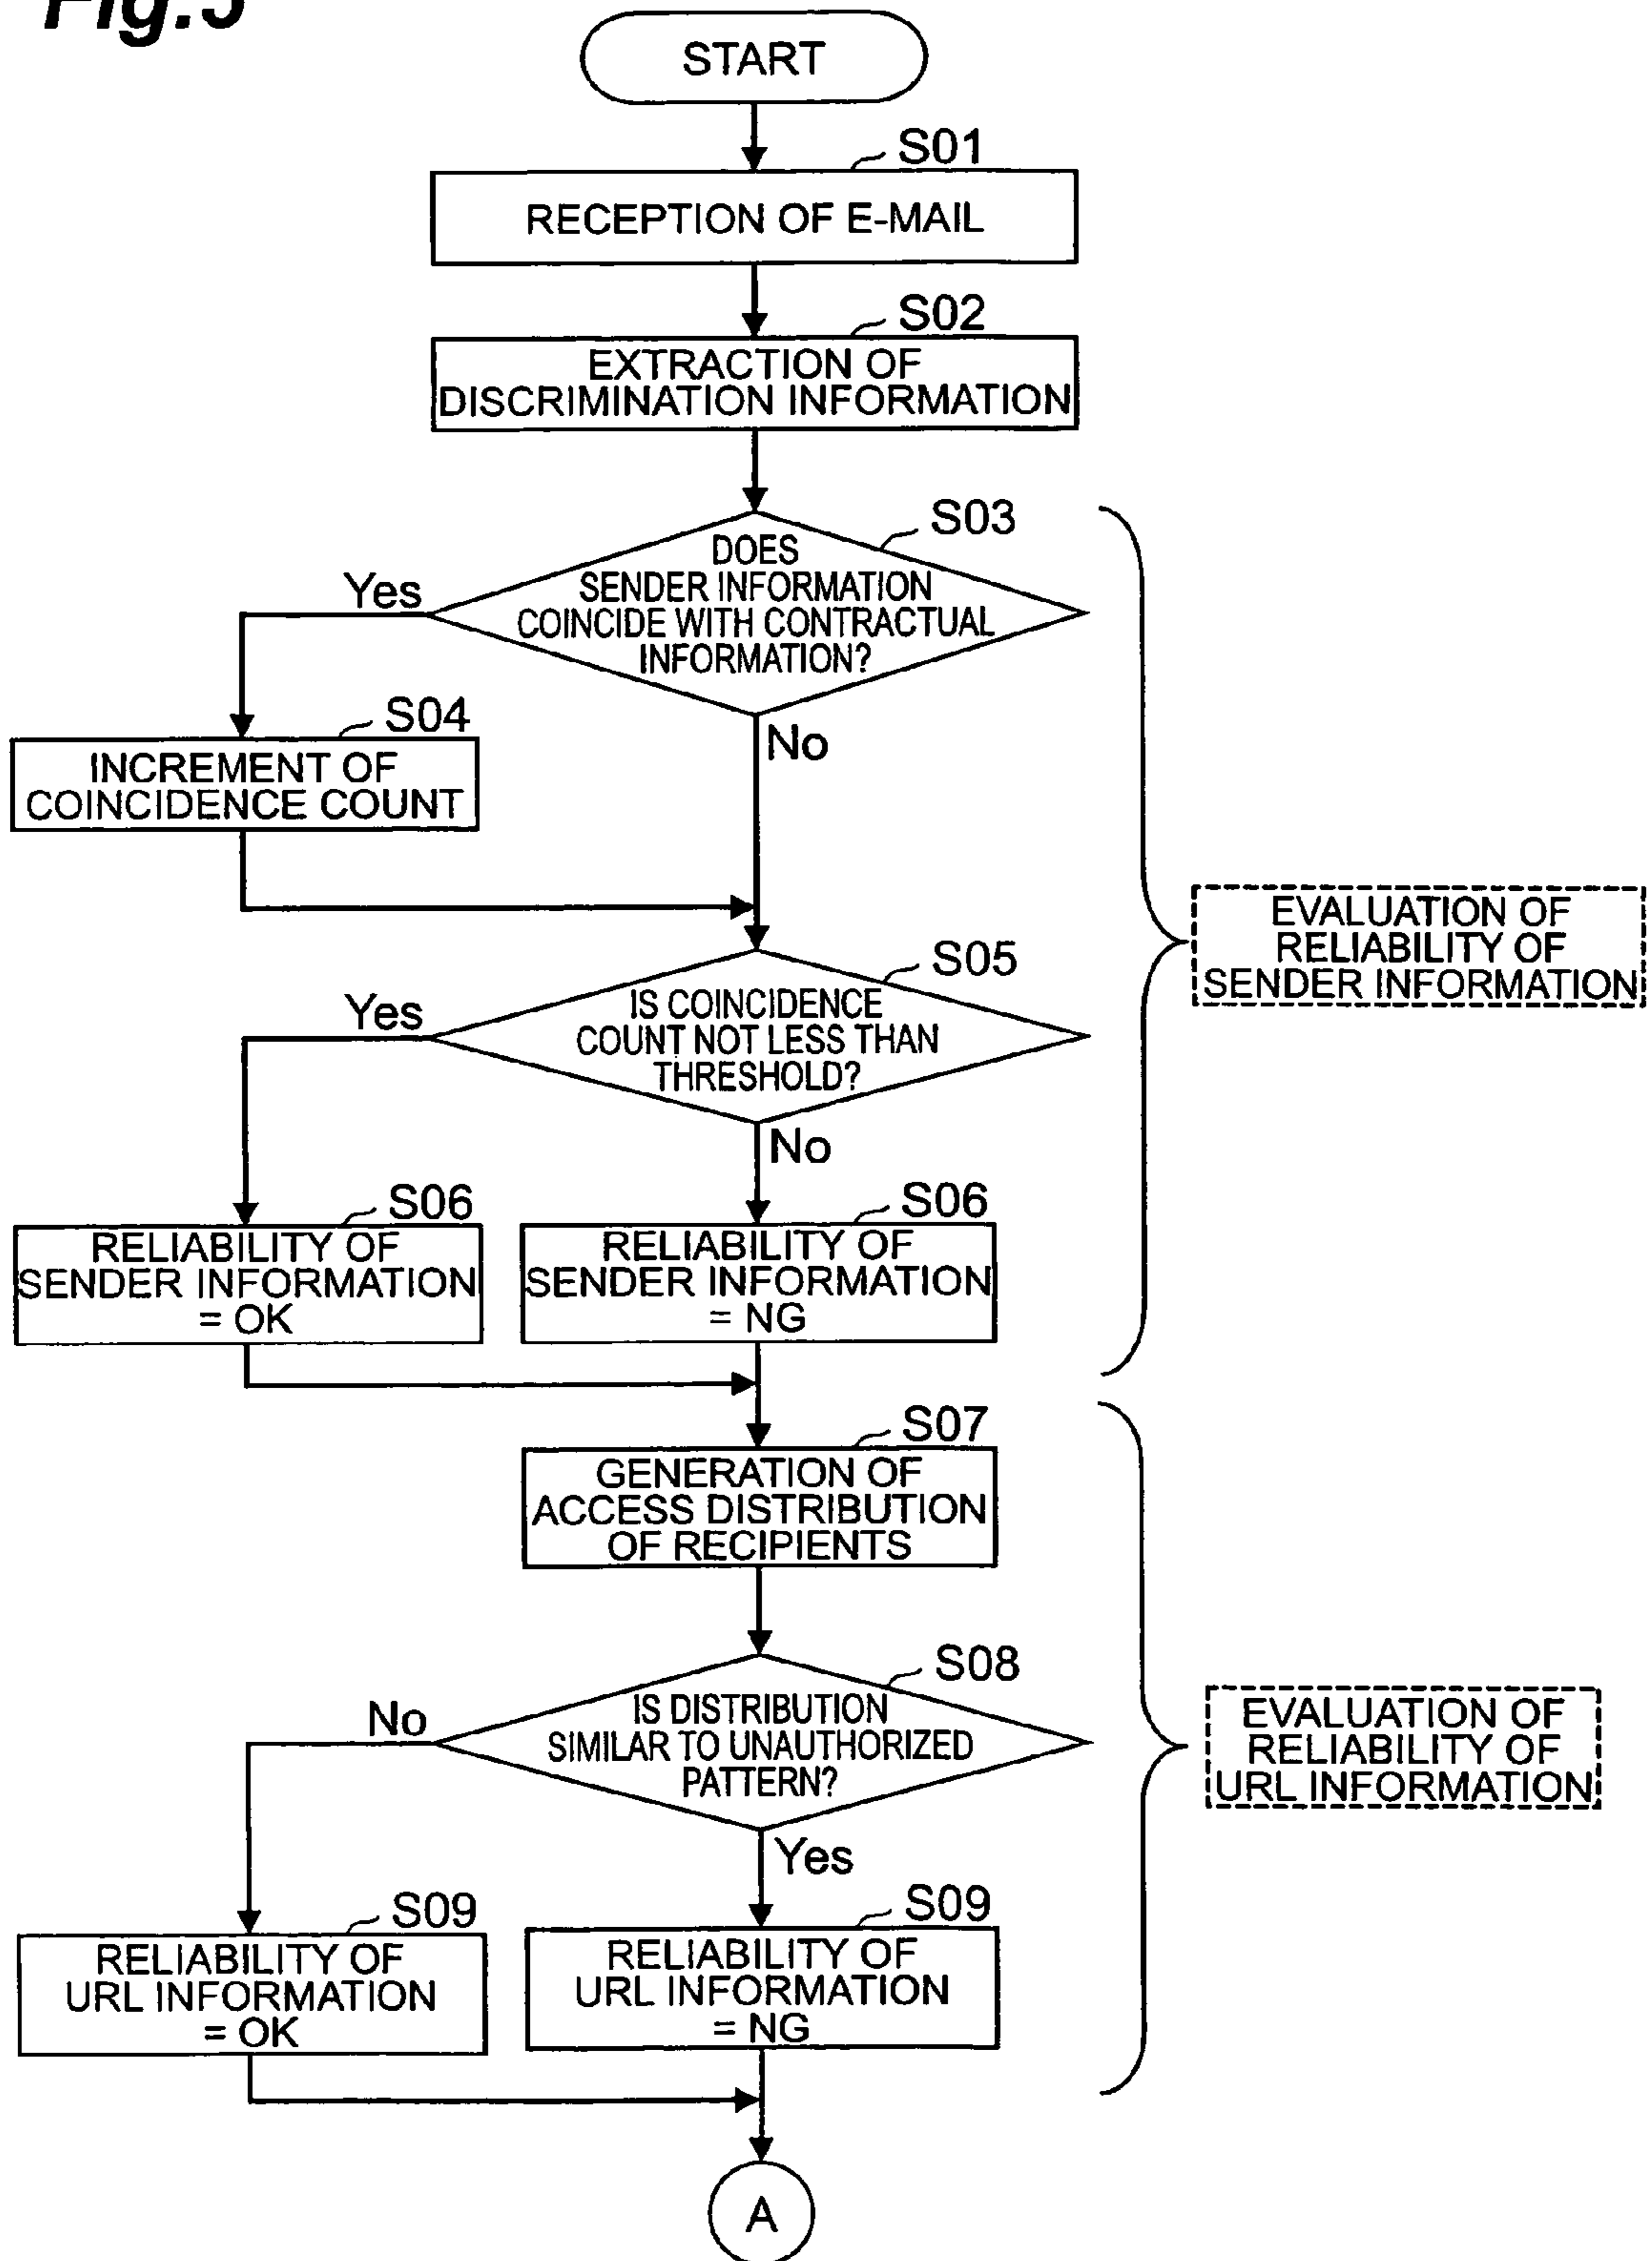 START
S01
RECEPTION OF E-MAIL
S02
EXTRACTION OF
DISCRIMINATION INFORMATION
S03
DOES
SENDER INFORMATION
COINCIDE WITH CONTRACTUAL
INFORMATION?
Yes
No
S04
INCREMENT OF
COINCIDENCE COUNT
EVALUATION OF
RELIABILITY OF
SENDER INFORMATION
S05
IS COINCIDENCE
COUNT NOT LESS THAN
THRESHOLD?
Yes
No
S06
RELIABILITY OF
SENDER INFORMATION
= OK
S06
RELIABILITY OF
SENDER INFORMATION
= NG
S07
GENERATION OF
ACCESS DISTRIBUTION
OF RECIPIENTS
S08
IS DISTRIBUTION
SIMILAR TO UNAUTHORIZED
PATTERN?
No
Yes
EVALUATION OF
RELIABILITY OF
URL INFORMATION
S09
RELIABILITY OF
URL INFORMATION
= OK
S09
RELIABILITY OF
URL INFORMATION
= NG
A